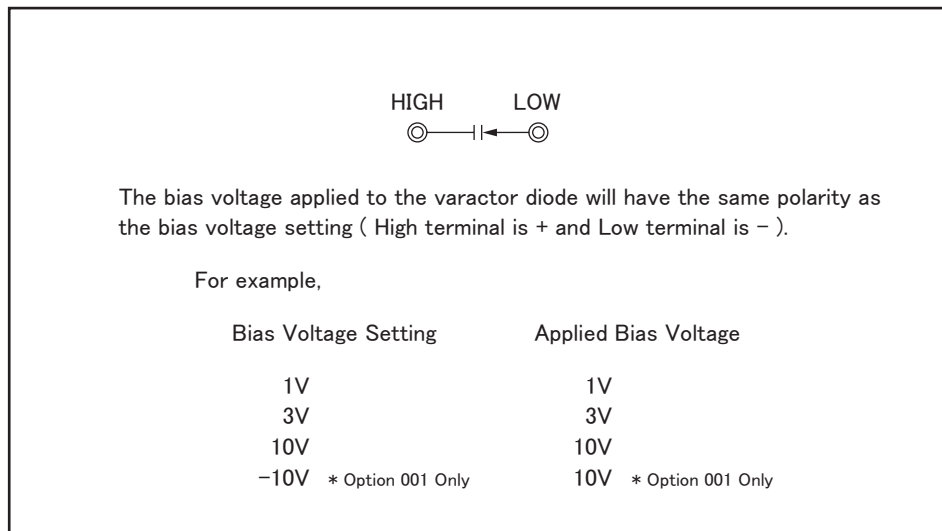 HIGH LOW
The bias voltage applied to the varactor diode will have the same polarity as
the bias voltage setting ( High terminal is + and Low terminal is − ).
For example,
Bias Voltage Setting Applied Bias Voltage
1V 1V
3V 3V
10V 10V
−10V * Option 001 Only 10V * Option 001 Only